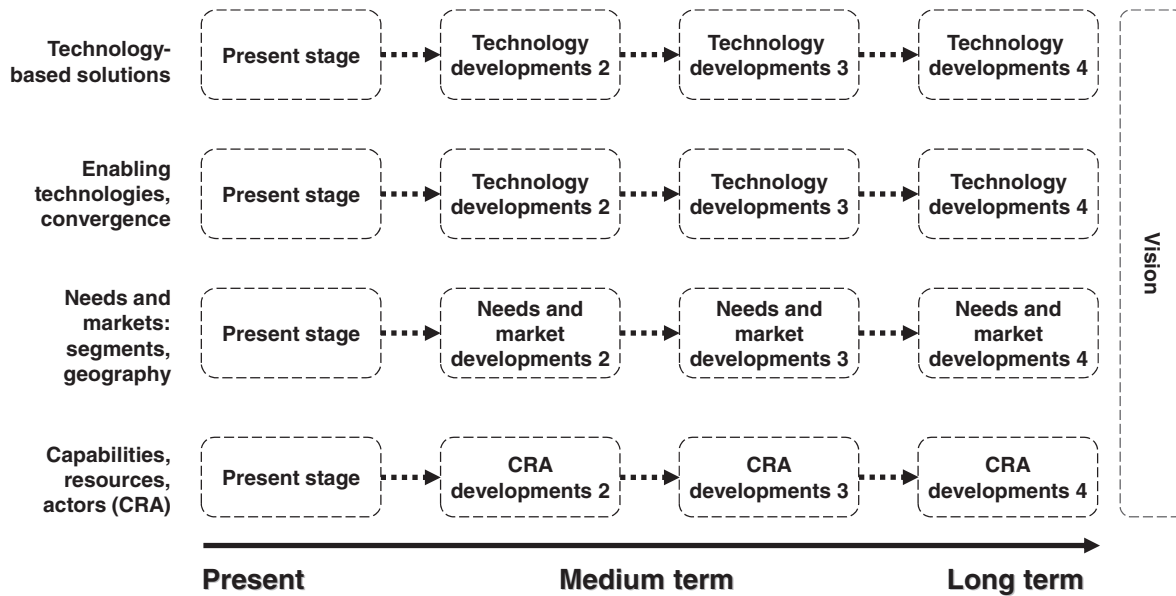 Technology-
based solutions
Present stage
Technology
developments 2
Technology
developments 3
Technology
developments 4
Enabling
technologies,
convergence
Present stage
Technology
developments 2
Technology
developments 3
Technology
developments 4
Needs and
markets:
segments,
geography
Present stage
Needs and
market
developments 2
Needs and
market
developments 3
Needs and
market
developments 4
Capabilities,
resources,
actors (CRA)
Present stage
CRA
developments 2
CRA
developments 3
CRA
developments 4
Vision
Present
Medium term
Long term